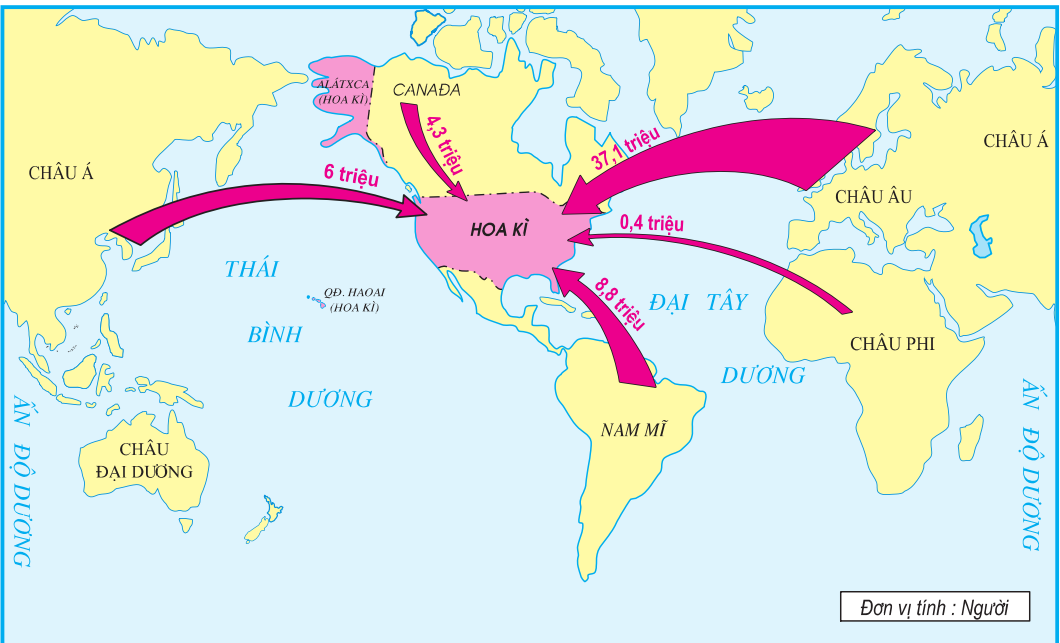 ALÁTXCA
(HOA KÌ)
CANAĐA
4,3 triệu
37,1 triệu
CHÂU Á
CHÂU Á
6 triệu
CHÂU ÂU
HOA KÌ
0,4 triệu
THÁI
BÌNH
DƯƠNG
QĐ. HAOAI
(HOA KÌ)
8,8 triệu
ĐẠI TÂY
DƯƠNG
CHÂU PHI
NAM MĨ
CHÂU
ĐẠI DƯƠNG
ẤN ĐỘ DƯƠNG
ẤN ĐỘ DƯƠNG
Đơn vị tính : Người